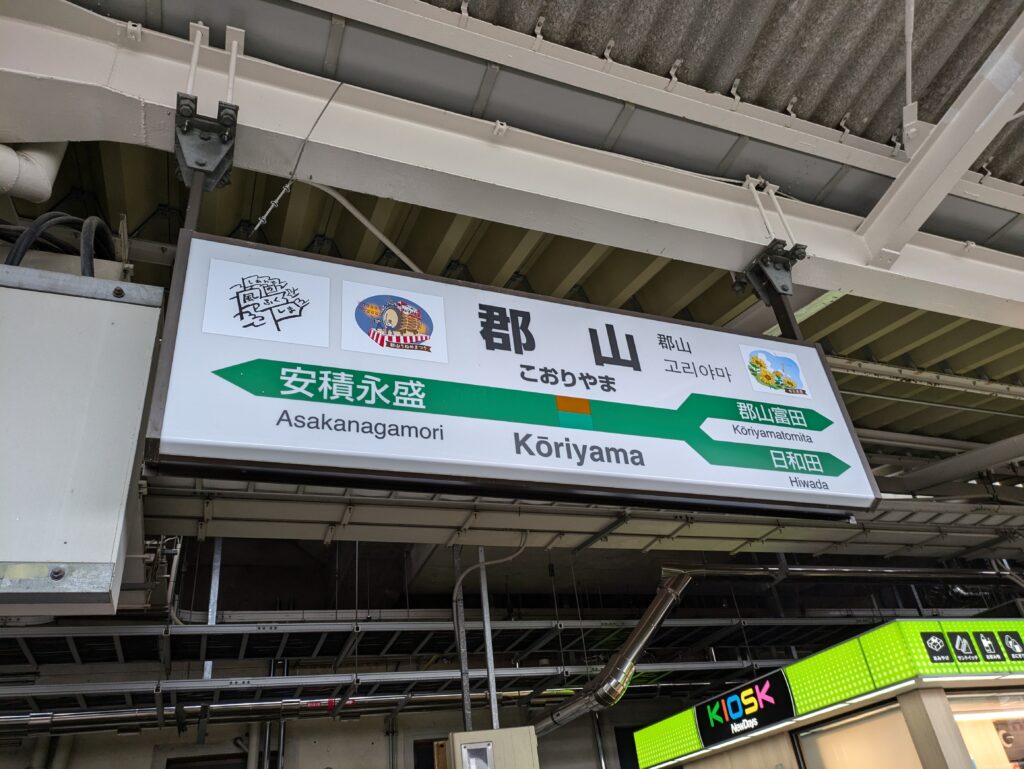 郡山
こおりやま
郡山
고리야마
安積永盛
Asakanagamori
Kōriyama
郡山富田
Kōriyamatomita
日和田
Hiwada
KIOSK
NewDays